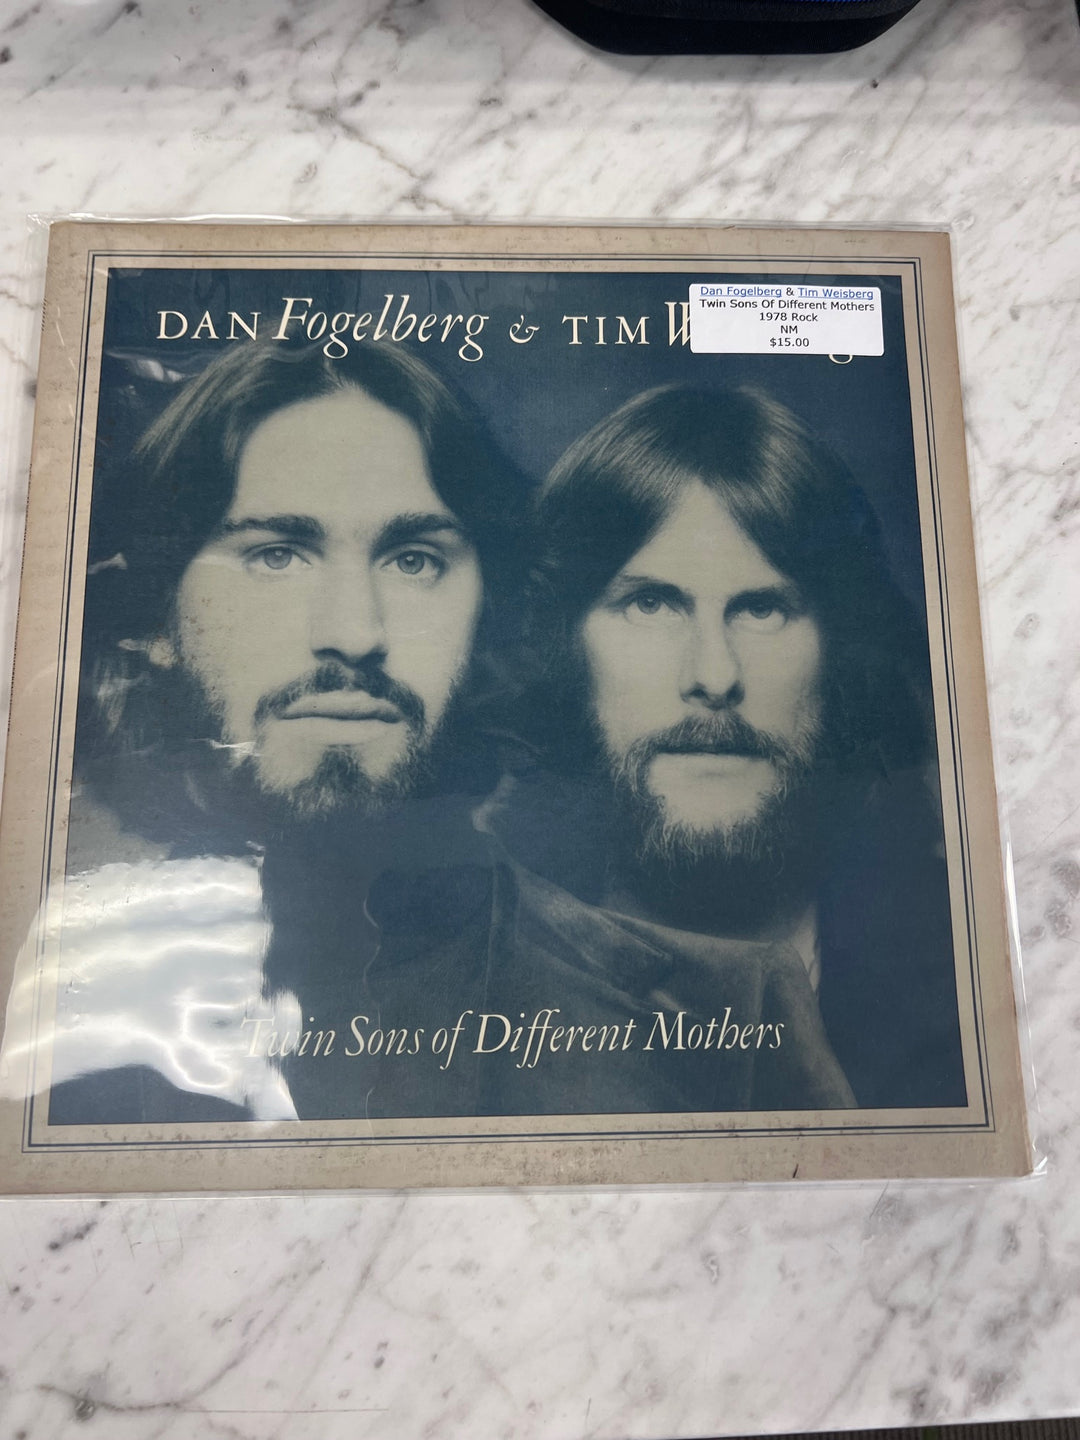 DAN Fogelberg & TIM W
Dan Fogelberg & Tim Weisberg
Twin Sons Of Different Mothers
1978 Rock
NM
$15.00
Twin Sons of Different Mothers